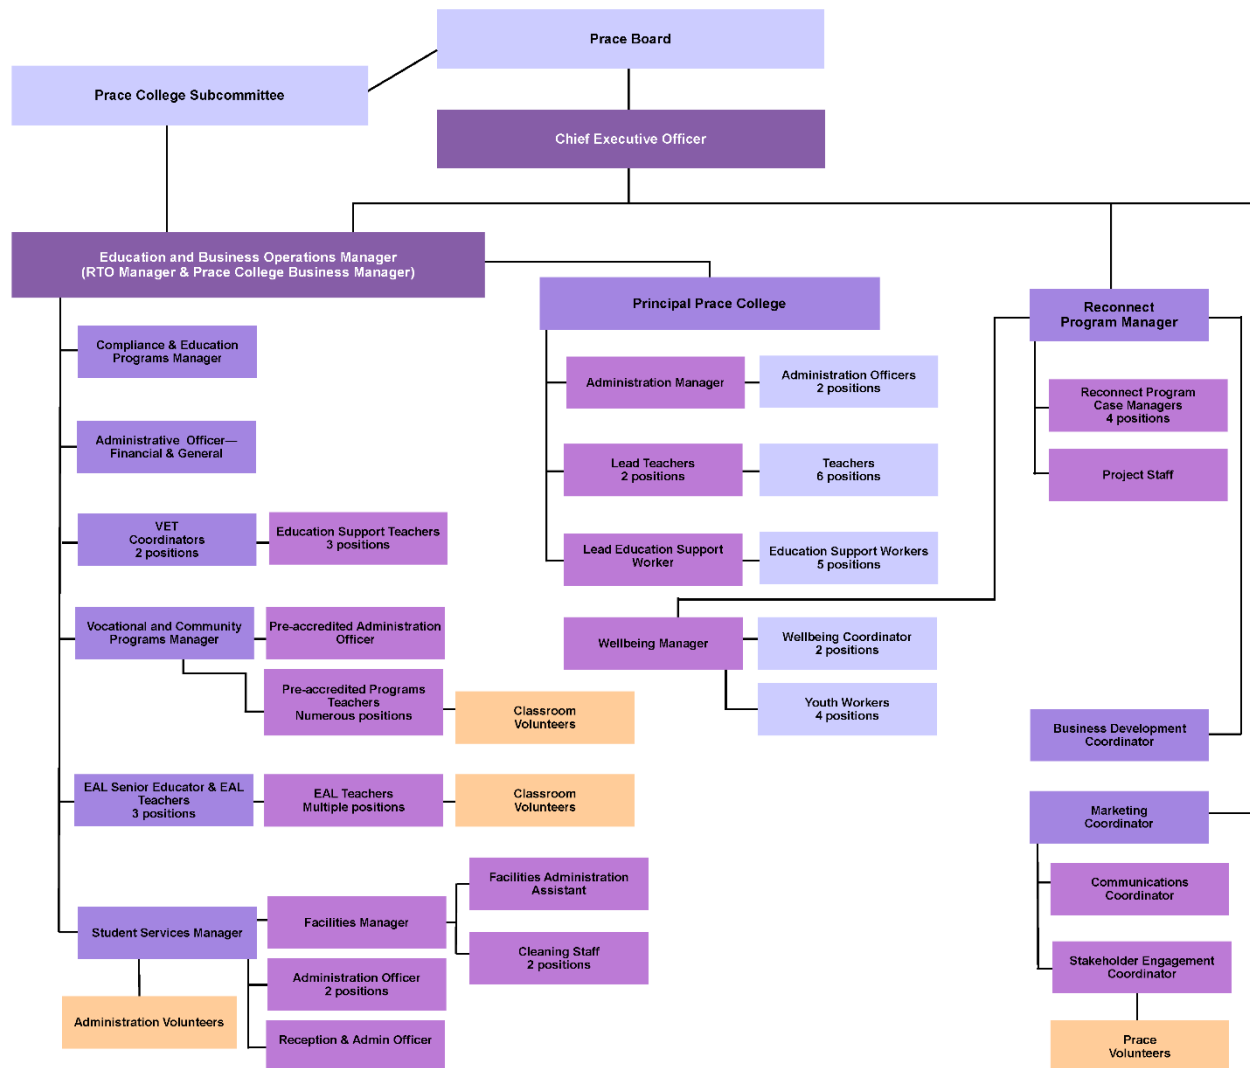 Prace Board
Prace College Subcommittee
Chief Executive Officer
Education and Business Operations Manager
(RTO Manager & Prace College Business Manager)
Principal Prace College
Reconnect
Program Manager
Compliance & Education
Programs Manager
Administration Manager
Administration Officers
2 positions
Reconnect Program
Case Managers
4 positions
Administrative Officer—
Financial & General
Lead Teachers
2 positions
Teachers
6 positions
Project Staff
VET
Coordinators
2 positions
Education Support Teachers
3 positions
Lead Education Support
Worker
Education Support Workers
5 positions
Vocational and Community
Programs Manager
Pre-accredited Administration
Officer
Wellbeing Manager
Wellbeing Coordinator
2 positions
Pre-accredited Programs
Teachers
Numerous positions
Classroom
Volunteers
Youth Workers
4 positions
Business Development
Coordinator
EAL Senior Educator & EAL
Teachers
3 positions
EAL Teachers
Multiple positions
Classroom
Volunteers
Marketing
Coordinator
Facilities Administration
Assistant
Communications
Coordinator
Student Services Manager
Facilities Manager
Cleaning Staff
2 positions
Stakeholder Engagement
Coordinator
Administration Officer
2 positions
Administration Volunteers
Reception & Admin Officer
Prace
Volunteers